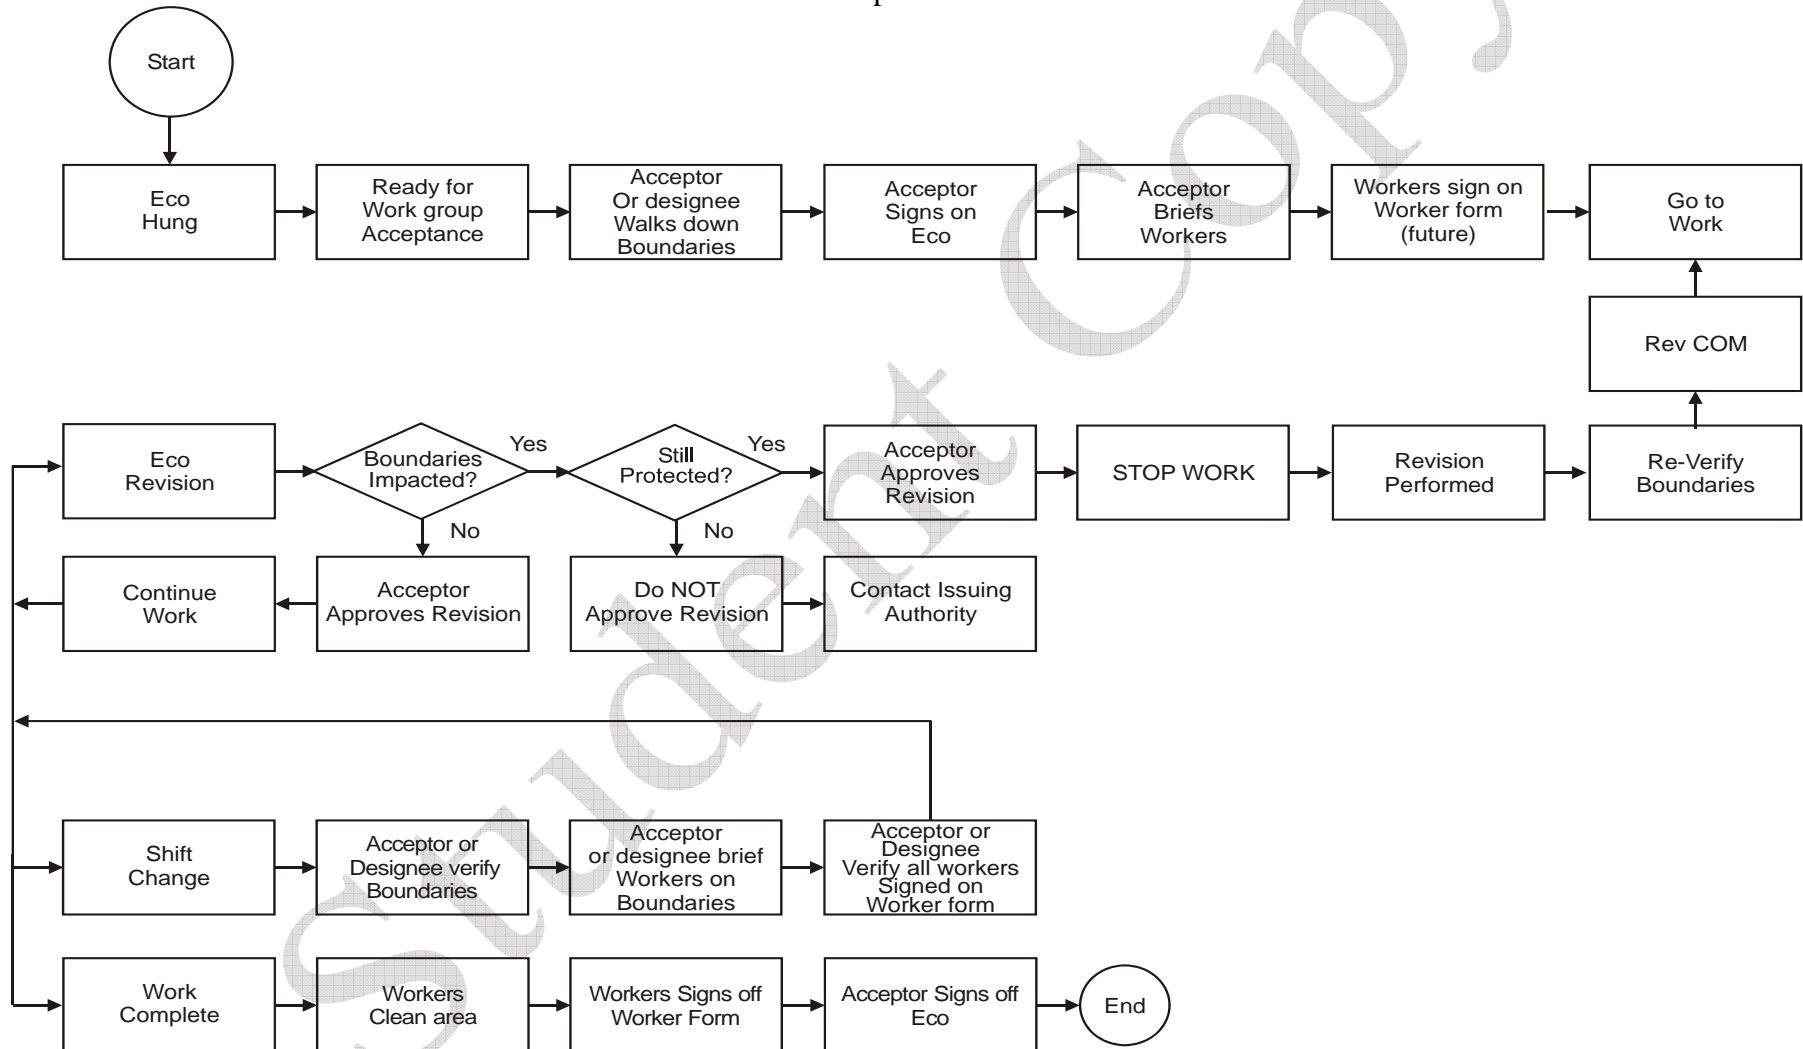 Start
Eco
Hung
Ready for
Work group
Acceptance
Acceptor
Or designee
Walks down
Boundaries
Acceptor
Signs on
Eco
Acceptor
Briefs
Workers
Workers sign on
Worker form
(future)
Go to
Work
Rev COM
Eco
Revision
Boundaries
Impacted?
Yes
No
Still
Protected?
Yes
No
Acceptor
Approves
Revision
STOP WORK
Revision
Performed
Re-Verify
Boundaries
Continue
Work
Acceptor
Approves Revision
Do NOT
Approve Revision
Contact Issuing
Authority
Shift
Change
Acceptor or
Designee verify
Boundaries
Acceptor
or designee brief
Workers on
Boundaries
Acceptor or
Designee
Verify all workers
Signed on
Worker form
Work
Complete
Workers
Clean area
Workers Signs off
Worker Form
Acceptor Signs off
Eco
End
Student Copy